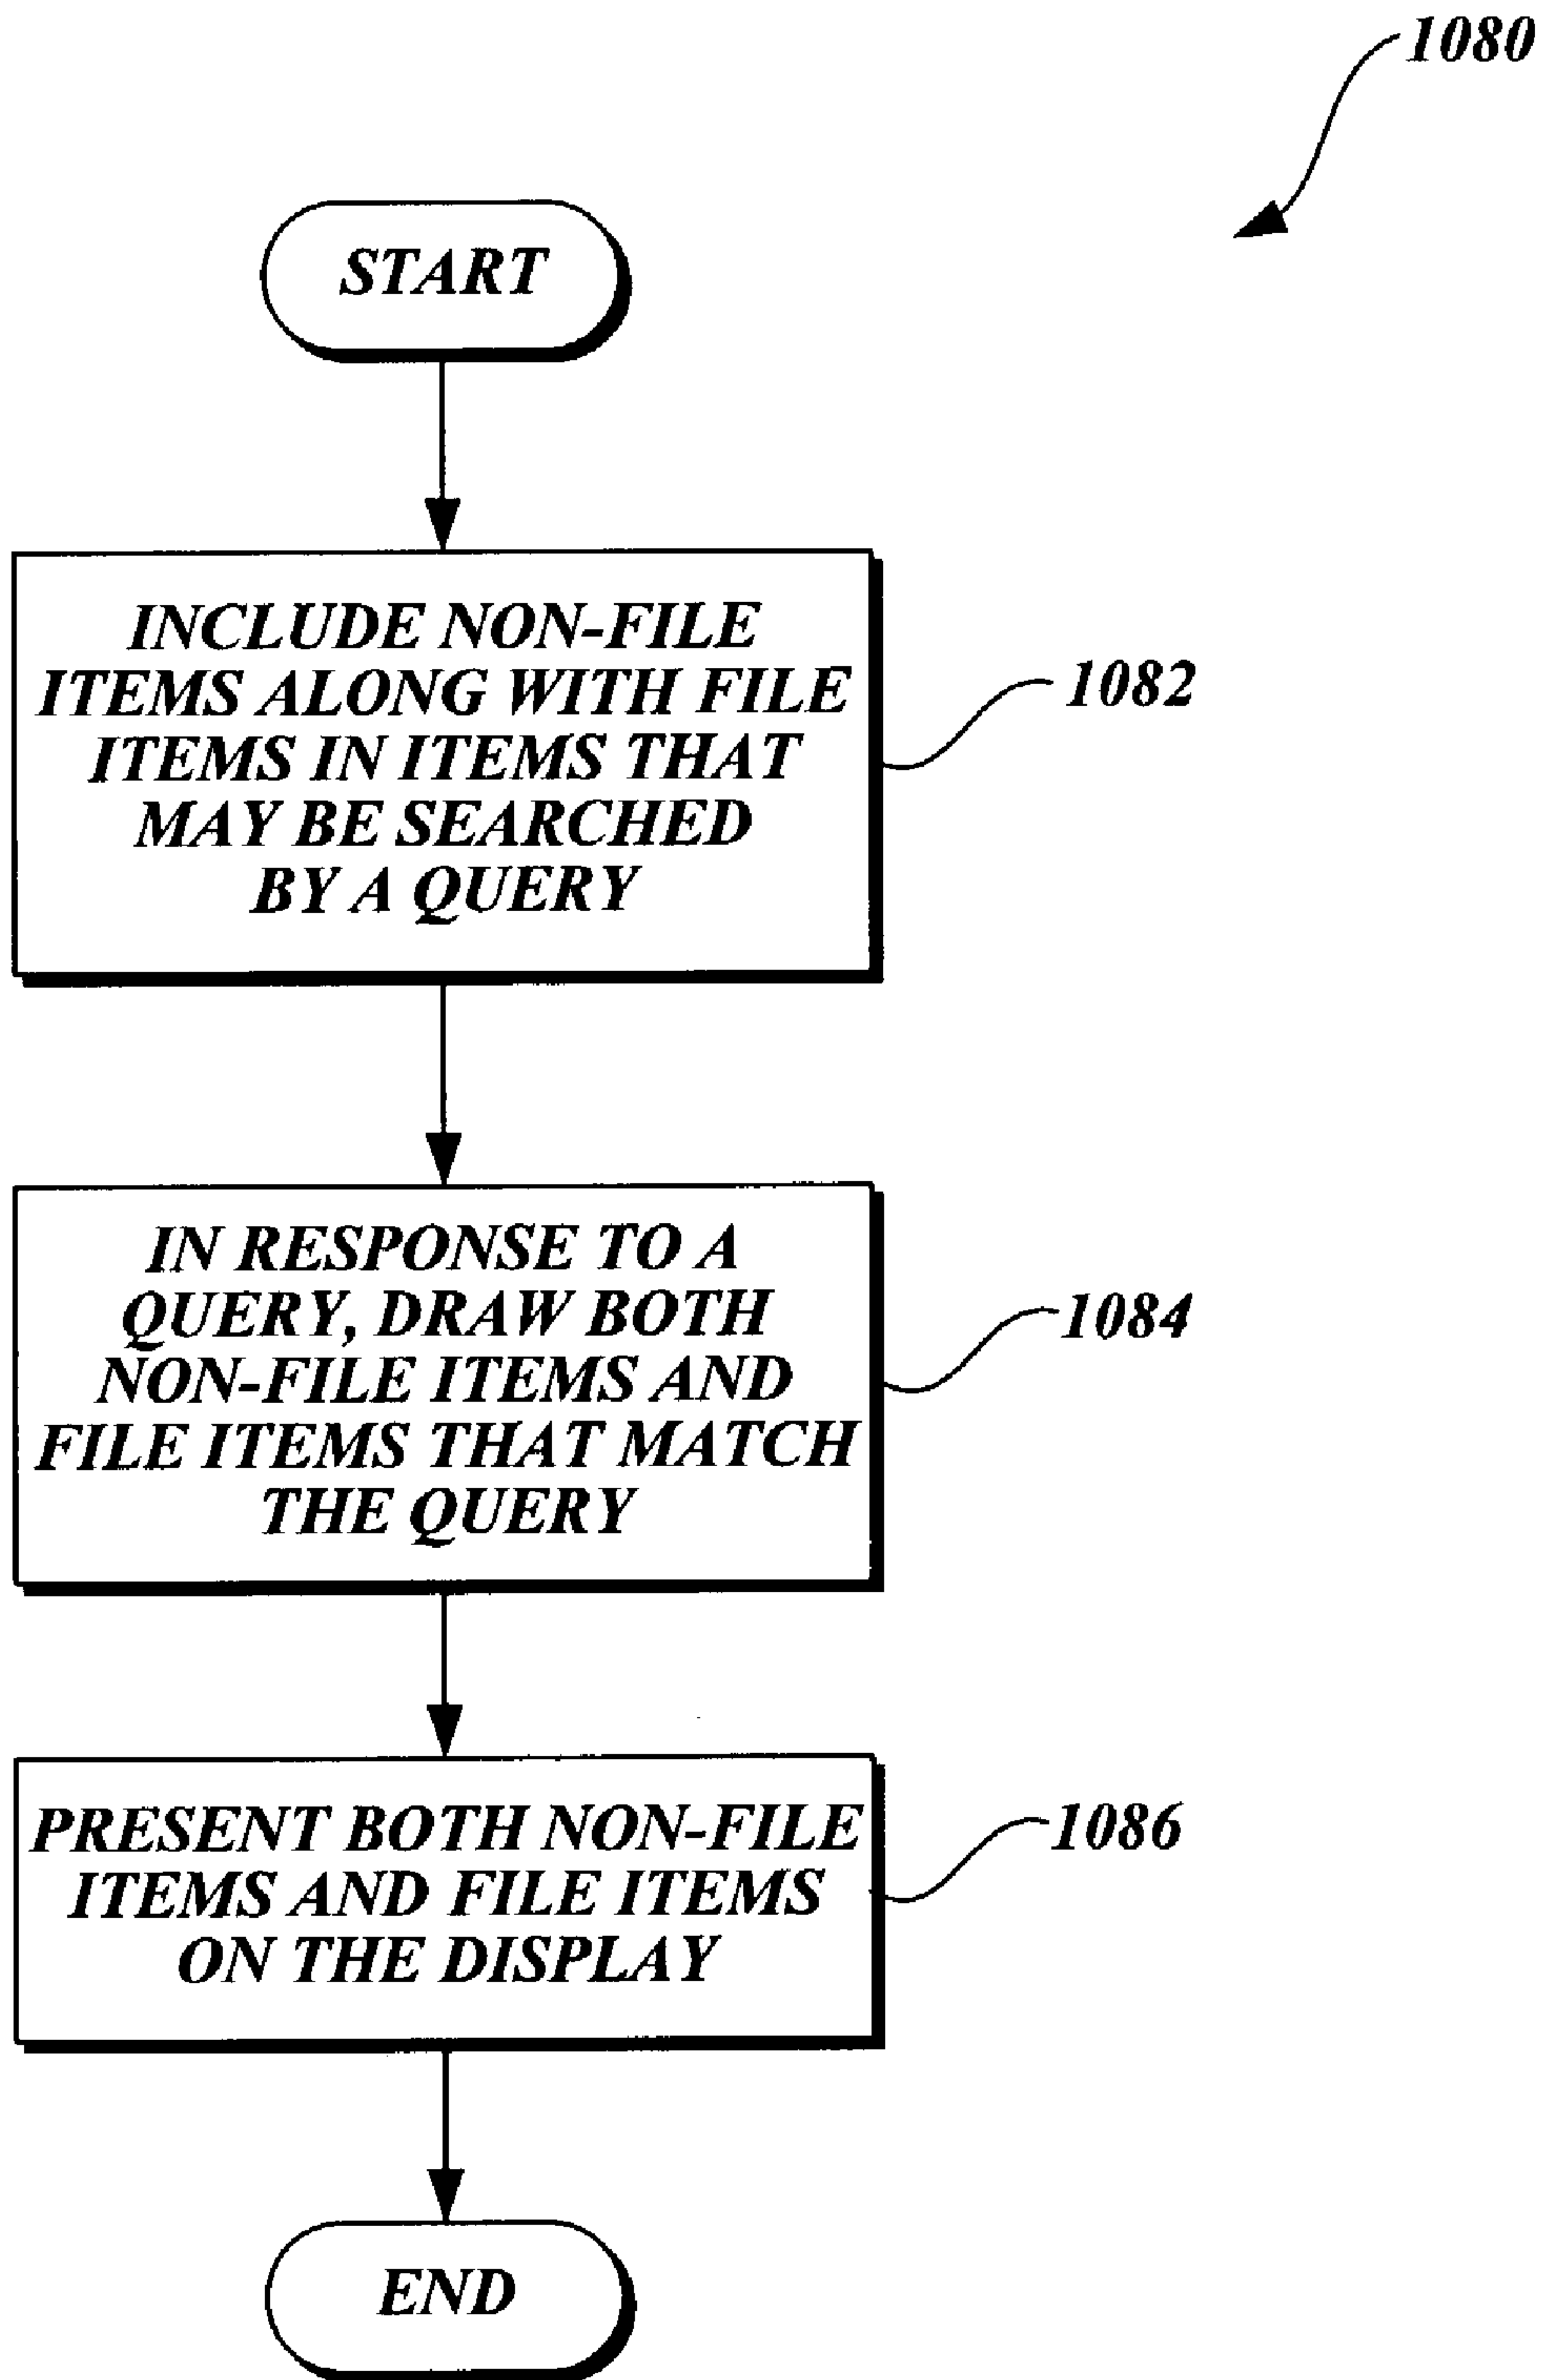 1080
START
INCLUDE NON-FILE
ITEMS ALONG WITH FILE
ITEMS IN ITEMS THAT
MAY BE SEARCHED
BY A QUERY
1082
IN RESPONSE TO A
QUERY, DRAW BOTH
NON-FILE ITEMS AND
FILE ITEMS THAT MATCH
THE QUERY
1084
PRESENT BOTH NON-FILE
ITEMS AND FILE ITEMS
ON THE DISPLAY
1086
END